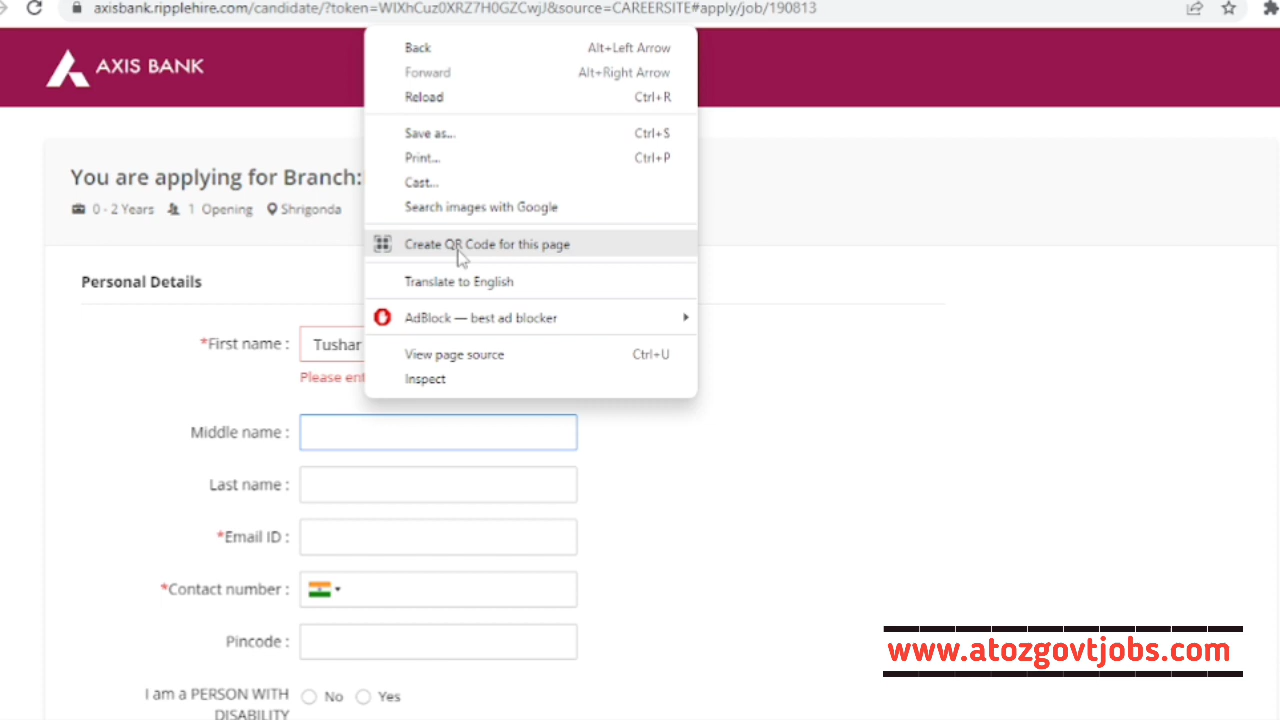 axisbank.ripplehire.com/candidate/?token=WIXhCuz0XRZ7H0GZCwjJ&source=CAREERSITE#apply/job/190813
AXIS BANK
Back Alt+Left Arrow
Forward Alt+Right Arrow
Reload Ctrl+R
Save as... Ctrl+S
Print... Ctrl+P
Cast...
Search images with Google
Create QR Code for this page
Translate to English
AdBlock — best ad blocker
View page source Ctrl+U
Inspect
You are applying for Branch:
0 - 2 Years 1 Opening Shrigonda
Personal Details
*First name : Tushar
Please
Middle name :
Last name :
*Email ID :
*Contact number :
Pincode :
I am a PERSON WITH No Yes
DISABILITY
www.atozgovtjobs.com